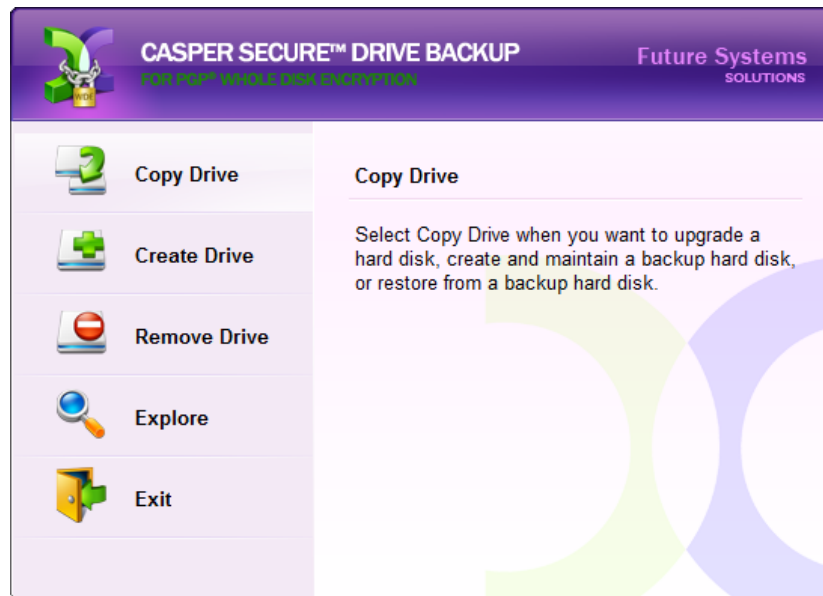 CASPER SECURE™ DRIVE BACKUP
FOR PGP® WHOLE DISK ENCRYPTION
Future Systems
SOLUTIONS
WDE
Copy Drive
Create Drive
Remove Drive
Explore
Exit
Copy Drive
Select Copy Drive when you want to upgrade a
hard disk, create and maintain a backup hard disk,
or restore from a backup hard disk.